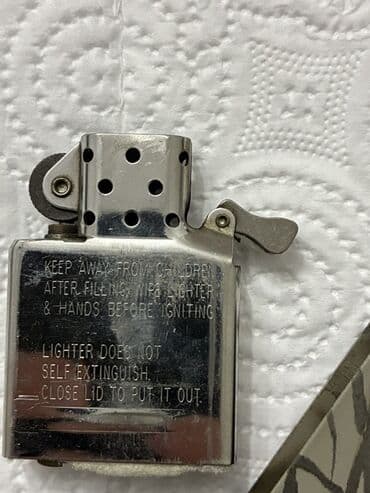 KEEP AWAY FROM CHILDREN
AFTER FILLING, WIPE LIGHTER
& HANDS BEFORE IGNITING
LIGHTER DOES NOT
SELF EXTINGUISH.
CLOSE LID TO PUT IT OUT.